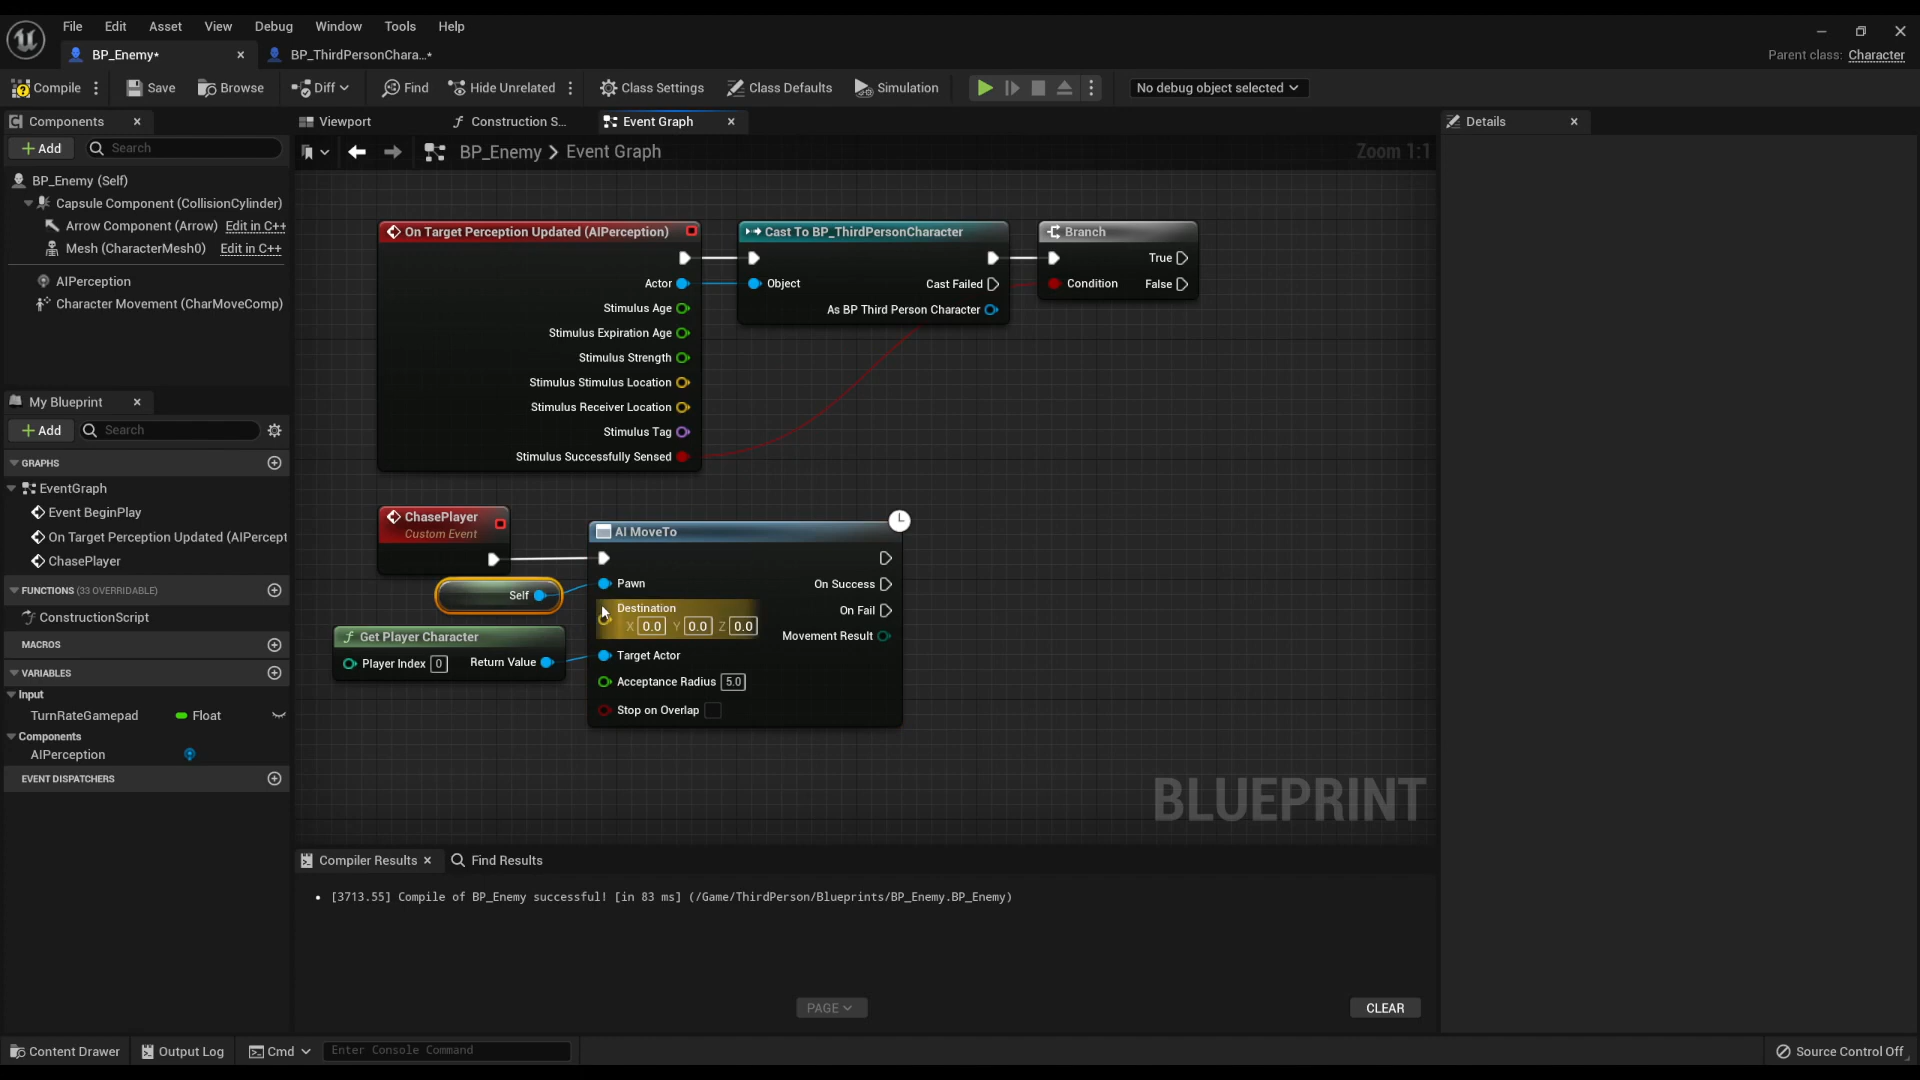 File Edit Asset View Debug Window Tools Help
BP_Enemy* BP_ThirdPersonChara...*
Parent class: Character
Compile Save Browse Diff Find Hide Unrelated Class Settings Class Defaults Simulation No debug object selected
Components Viewport Construction S... Event Graph Details
Add Search
BP_Enemy > Event Graph Zoom 1:1
BP_Enemy (Self)
Capsule Component (CollisionCylinder)
Arrow Component (Arrow) Edit in C++
Mesh (CharacterMesh0) Edit in C++
AIPerception
Character Movement (CharMoveComp)
On Target Perception Updated (AIPerception)
Actor
Stimulus Age
Stimulus Expiration Age
Stimulus Strength
Stimulus Stimulus Location
Stimulus Receiver Location
Stimulus Tag
Stimulus Successfully Sensed
Cast To BP_ThirdPersonCharacter
Object Cast Failed
As BP Third Person Character
Branch
True
Condition False
My Blueprint
Add Search
GRAPHS
EventGraph
Event BeginPlay
On Target Perception Updated (AIPercept
ChasePlayer
FUNCTIONS (33 OVERRIDABLE)
ConstructionScript
MACROS
VARIABLES
Input
TurnRateGamepad Float
Components
AIPerception
EVENT DISPATCHERS
ChasePlayer
Custom Event
Self
Get Player Character
Player Index 0 Return Value
AI MoveTo
Pawn On Success
Destination On Fail
X 0.0 Y 0.0 Z 0.0
Movement Result
Target Actor
Acceptance Radius 5.0
Stop on Overlap
BLUEPRINT
Compiler Results Find Results
• [3713.55] Compile of BP_Enemy successful! [in 83 ms] (/Game/ThirdPerson/Blueprints/BP_Enemy.BP_Enemy)
PAGE CLEAR
Content Drawer Output Log Cmd Enter Console Command Source Control Off